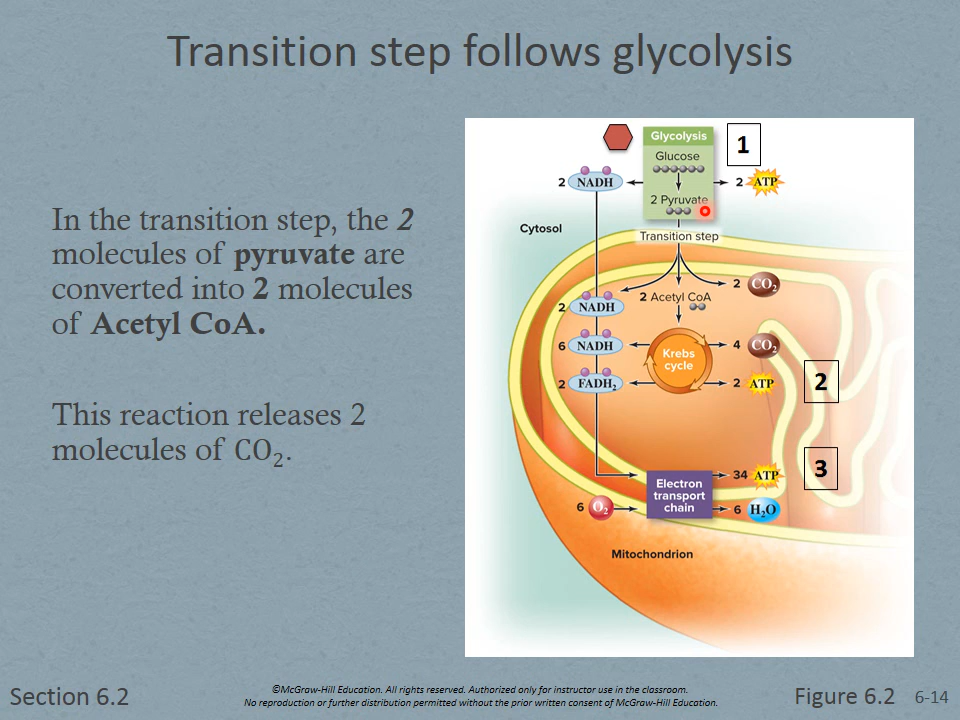 Transition step follows glycolysis
In the transition step, the 2
molecules of pyruvate are
converted into 2 molecules
of Acetyl CoA.
This reaction releases 2
molecules of CO₂.
Glycolysis
1
Glucose
2 NADH
2 ATP
2 Pyruvate
Cytosol
Transition step
2 CO₂
2 Acetyl CoA
2 NADH
6 NADH
Krebs
cycle
4 CO₂
2 FADH₂
2 ATP
2
3
34 ATP
Electron
transport
chain
6 O₂
6 H₂O
Mitochondrion
Section 6.2
©McGraw-Hill Education. All rights reserved. Authorized only for instructor use in the classroom.
No reproduction or further distribution permitted without the prior written consent of McGraw-Hill Education.
Figure 6.2
6-14